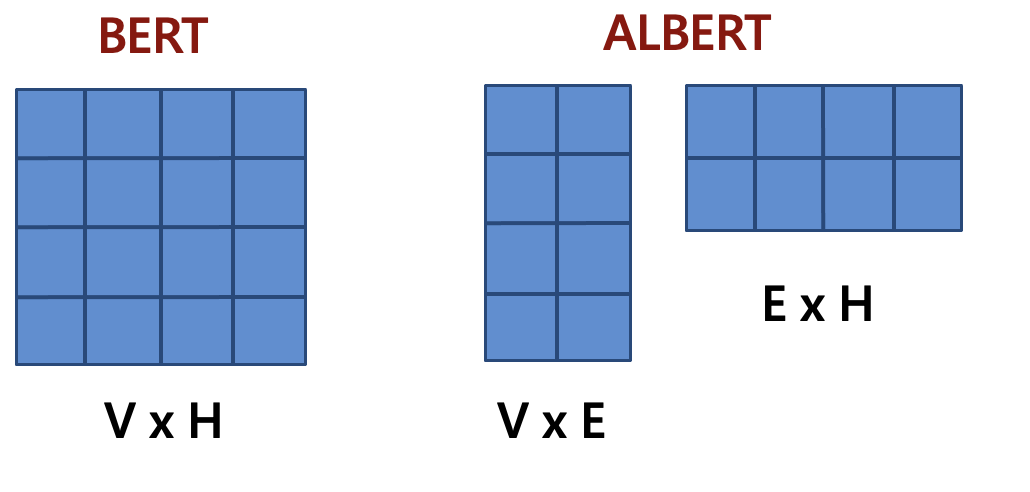 BERT
ALBERT
V x H
V x E
E x H